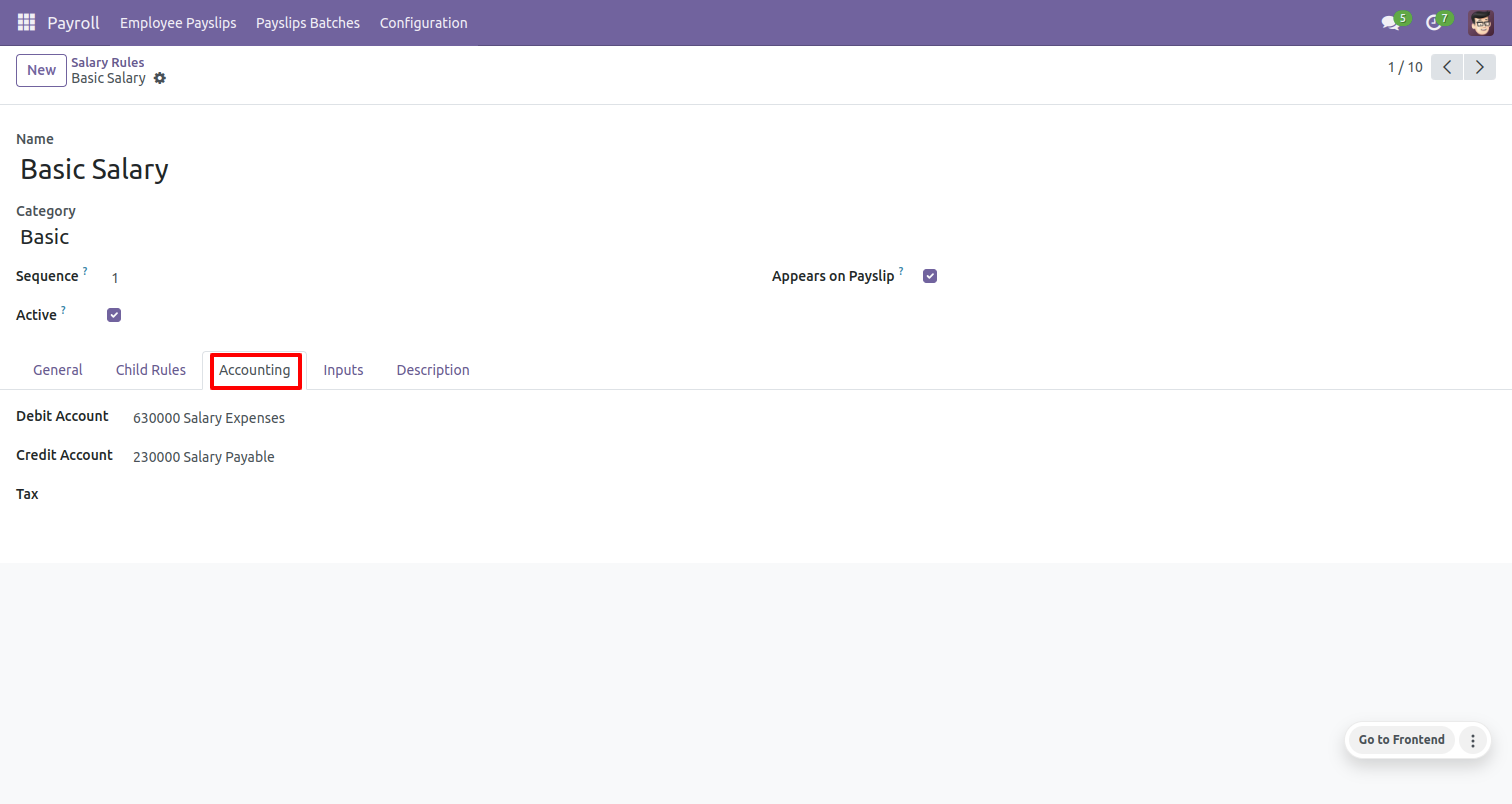 Payroll Employee Payslips Payslips Batches Configuration 5 7
New Salary Rules 1 / 10
Basic Salary
Name
Basic Salary
Category
Basic
Sequence ? 1 Appears on Payslip ?
Active ?
General Child Rules Accounting Inputs Description
Debit Account 630000 Salary Expenses
Credit Account 230000 Salary Payable
Tax
Go to Frontend